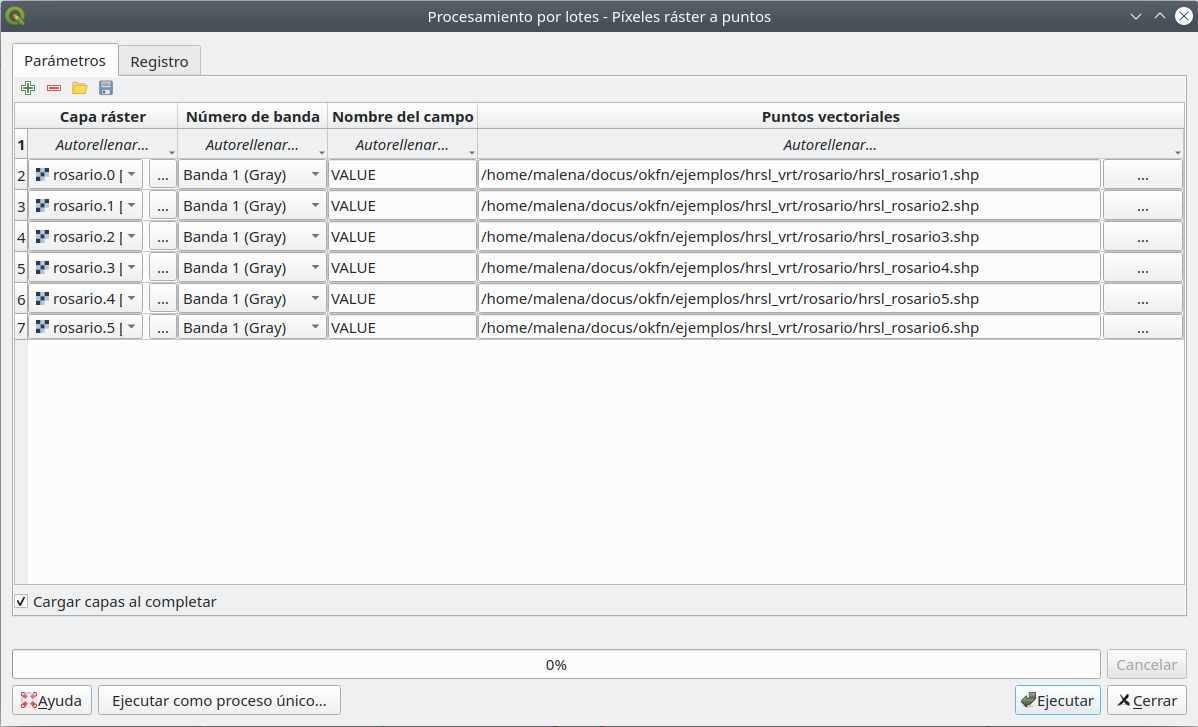 Procesamiento por lotes - Píxeles ráster a puntos
Parámetros Registro
Capa ráster Número de banda Nombre del campo Puntos vectoriales
1 Autorellenar... Autorellenar... Autorellenar... Autorellenar...
2 rosario.0 [ ... Banda 1 (Gray) VALUE /home/malena/docus/okfn/ejemplos/hrsl_vrt/rosario/hrsl_rosario1.shp ...
3 rosario.1 [ ... Banda 1 (Gray) VALUE /home/malena/docus/okfn/ejemplos/hrsl_vrt/rosario/hrsl_rosario2.shp ...
4 rosario.2 [ ... Banda 1 (Gray) VALUE /home/malena/docus/okfn/ejemplos/hrsl_vrt/rosario/hrsl_rosario3.shp ...
5 rosario.3 [ ... Banda 1 (Gray) VALUE /home/malena/docus/okfn/ejemplos/hrsl_vrt/rosario/hrsl_rosario4.shp ...
6 rosario.4 [ ... Banda 1 (Gray) VALUE /home/malena/docus/okfn/ejemplos/hrsl_vrt/rosario/hrsl_rosario5.shp ...
7 rosario.5 [ ... Banda 1 (Gray) VALUE /home/malena/docus/okfn/ejemplos/hrsl_vrt/rosario/hrsl_rosario6.shp ...
Cargar capas al completar
0% Cancelar
Ayuda Ejecutar como proceso único... Ejecutar Cerrar